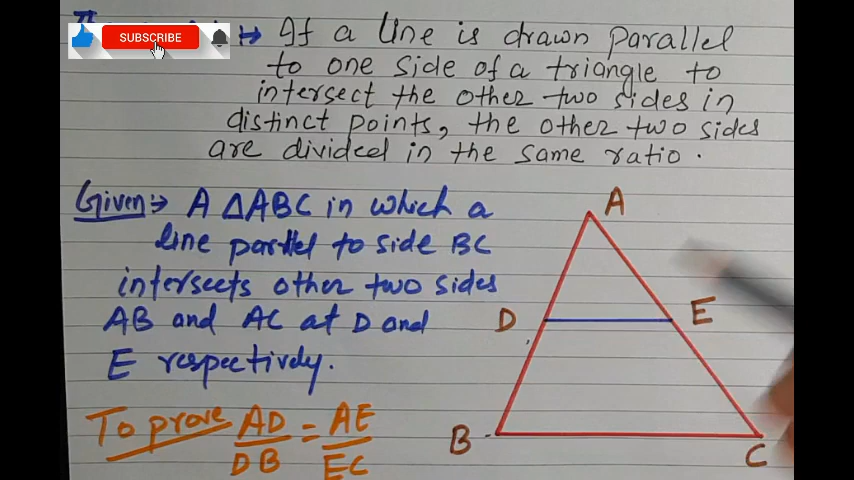 SUBSCRIBE
If a line is drawn parallel
to one side of a triangle to
intersect the other two sides in
distinct points, the other two sides
are divided in the same ratio.
Given:→ A ΔABC in which a
line parllel to side BC
intersects other two sides
AB and AC at D and
E respectively.
To prove AD/DB = AE/EC
A
D
E
B
C